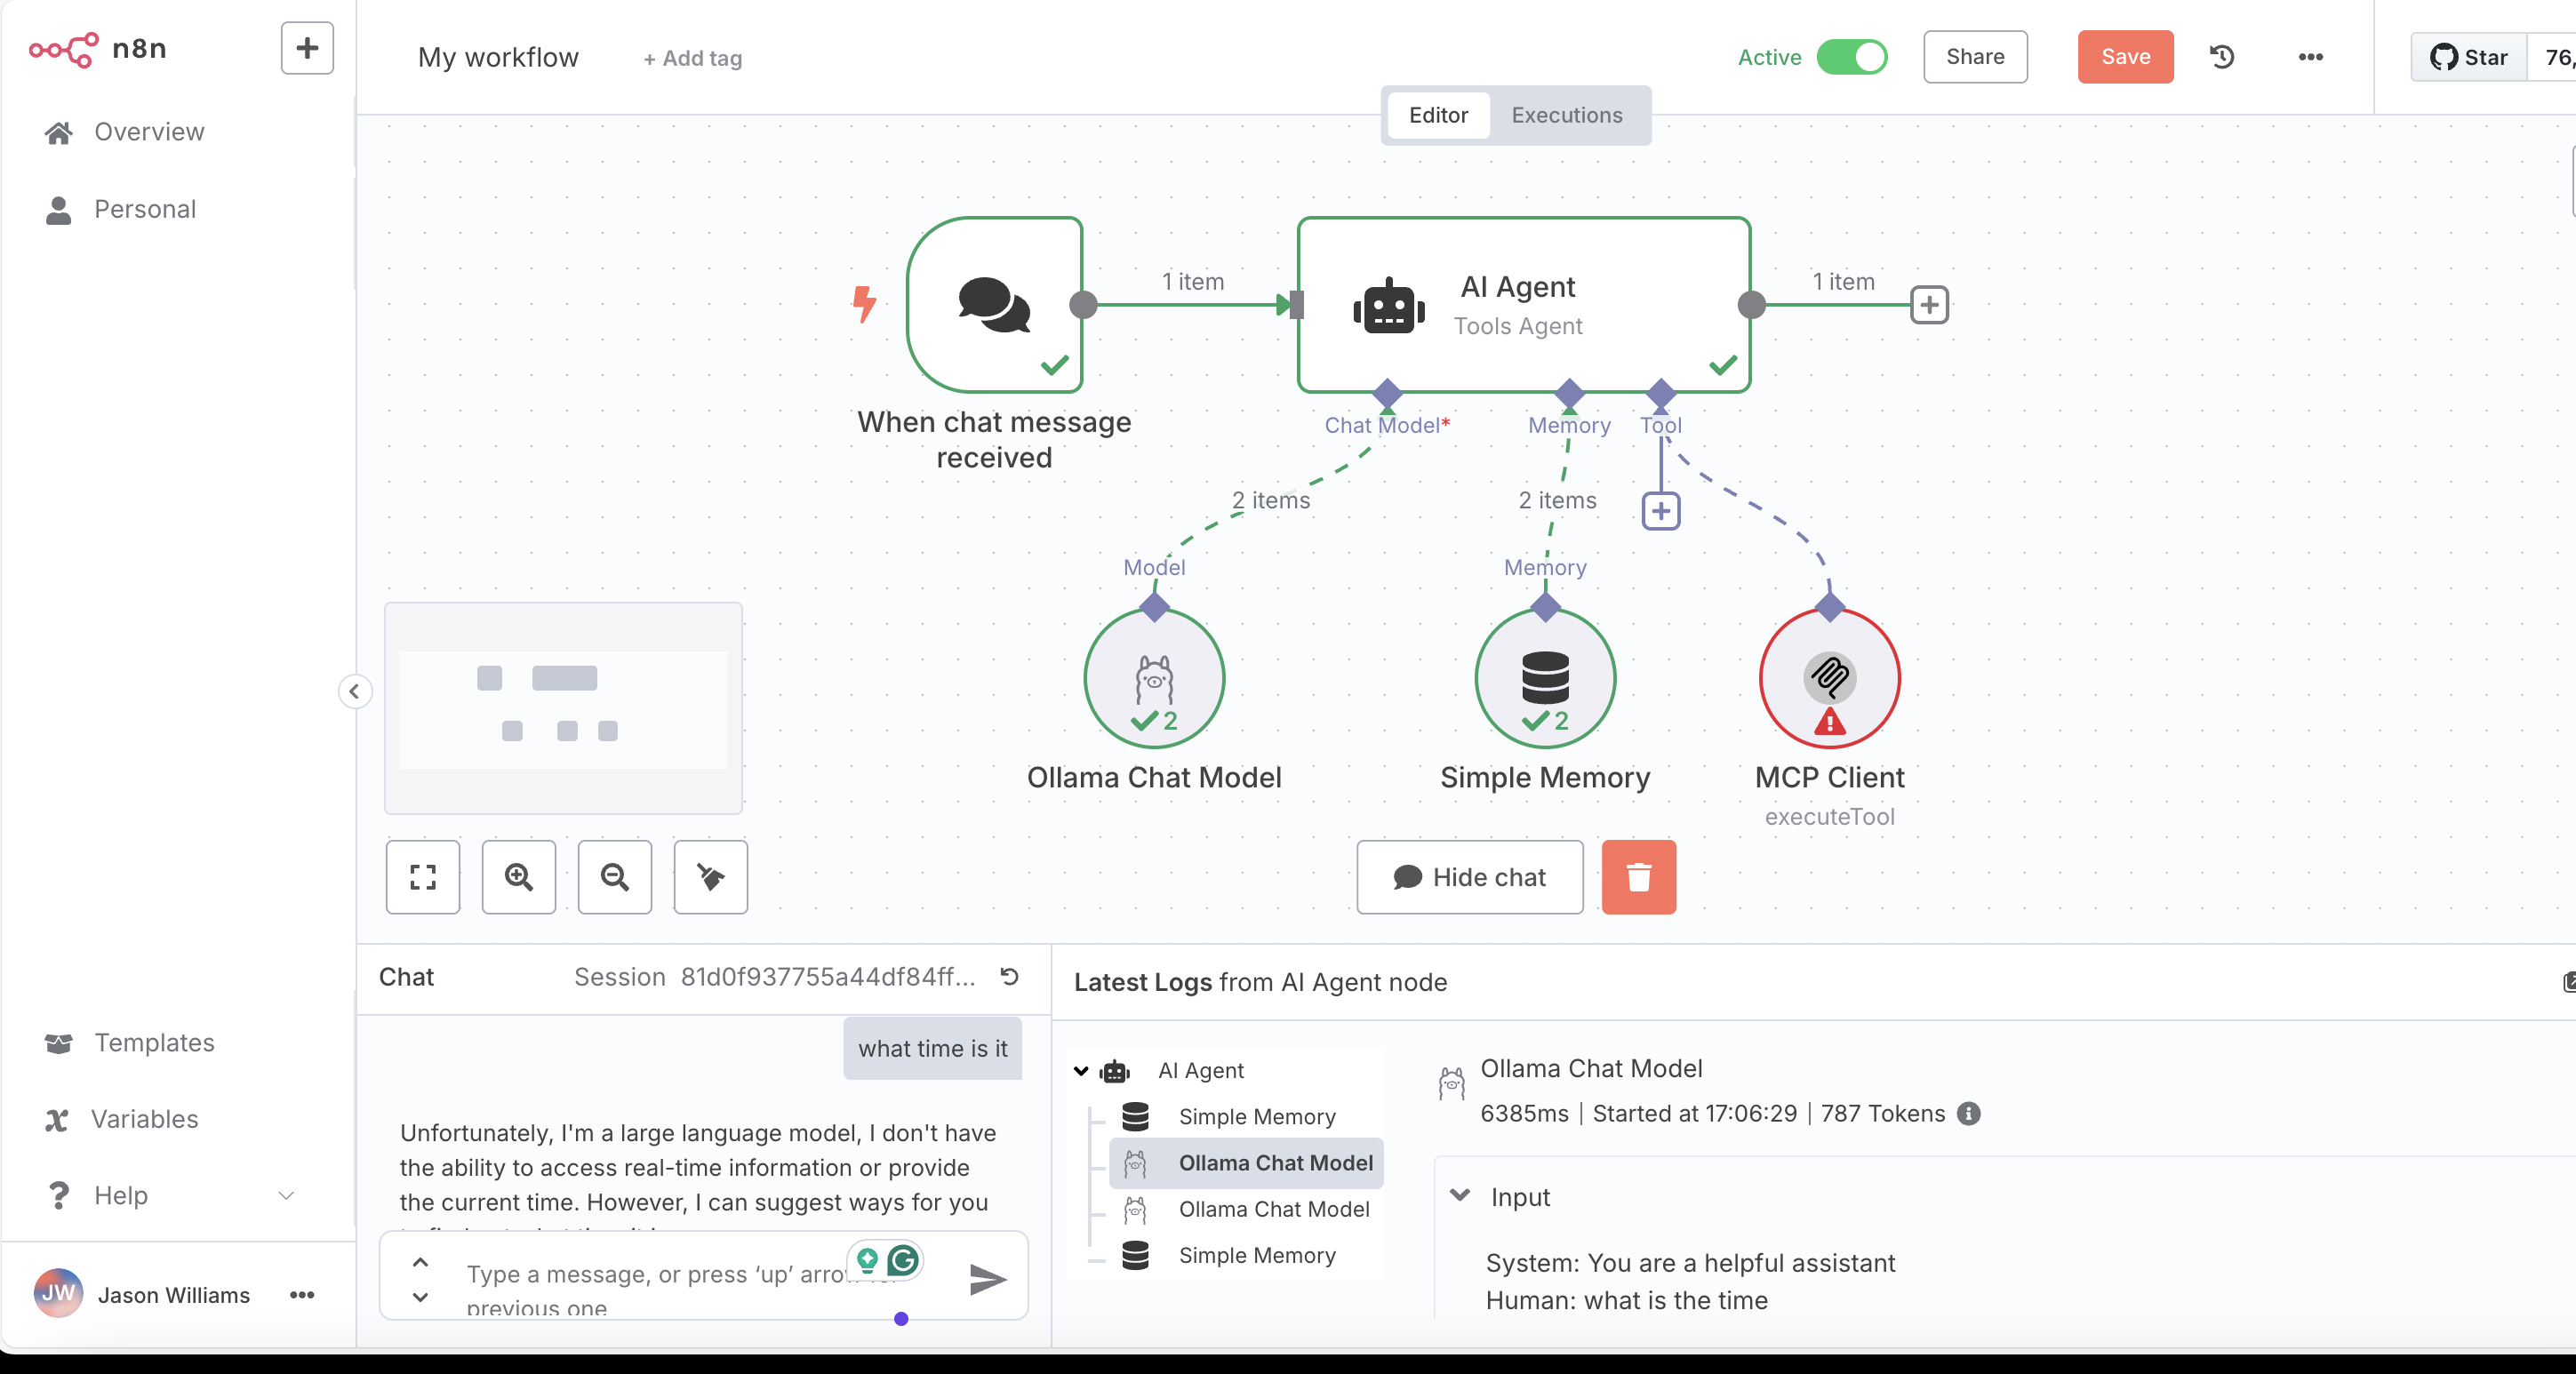 n8n
Overview
Personal
Templates
Variables
Help
JW Jason Williams
My workflow + Add tag
Active Share Save Star 76,
Editor Executions
When chat message
received
1 item
AI Agent
Tools Agent
1 item
Chat Model* Memory Tool
2 items 2 items
Model Memory
2 2
Ollama Chat Model Simple Memory MCP Client
executeTool
Hide chat
Chat Session 81d0f937755a44df84ff...
what time is it
Unfortunately, I'm a large language model, I don't have
the ability to access real-time information or provide
the current time. However, I can suggest ways for you
Type a message, or press ‘up’ arro
previous one
Latest Logs from AI Agent node
AI Agent
Simple Memory
Ollama Chat Model
Ollama Chat Model
Simple Memory
Ollama Chat Model
6385ms | Started at 17:06:29 | 787 Tokens
Input
System: You are a helpful assistant
Human: what is the time